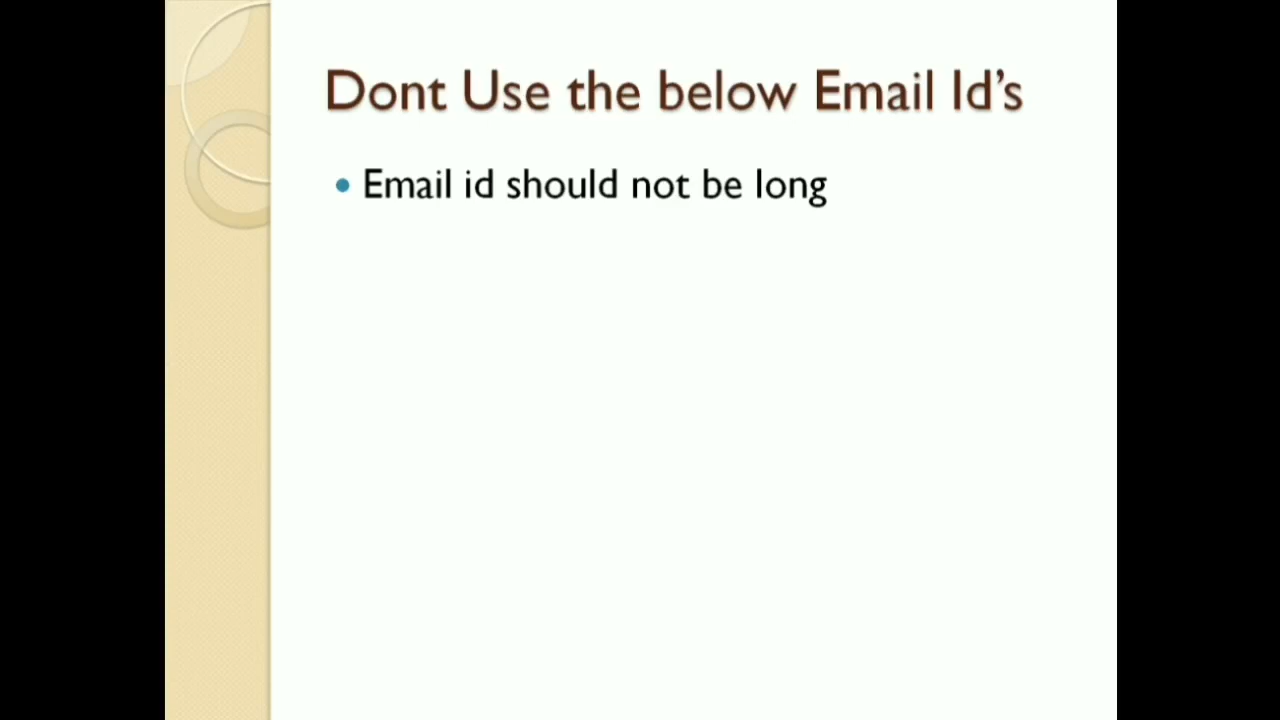 Dont Use the below Email Id’s
• Email id should not be long